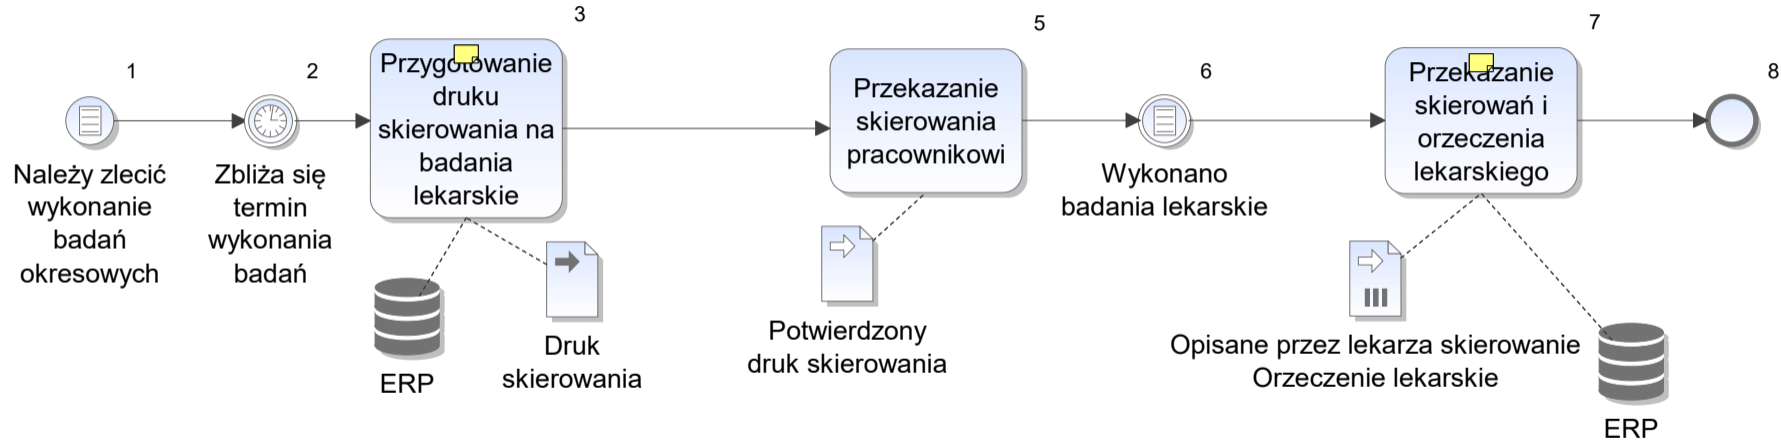 1
Należy zlecić
wykonanie
badań
okresowych
2
Zbliża się
termin
wykonania
badań
3
Przygotowanie
druku
skierowania na
badania
lekarskie
ERP
Druk
skierowania
5
Przekazanie
skierowania
pracownikowi
Potwierdzony
druk skierowania
6
Wykonano
badania lekarskie
7
Przekazanie
skierowań i
orzeczenia
lekarskiego
Opisane przez lekarza skierowanie
Orzeczenie lekarskie
ERP
8